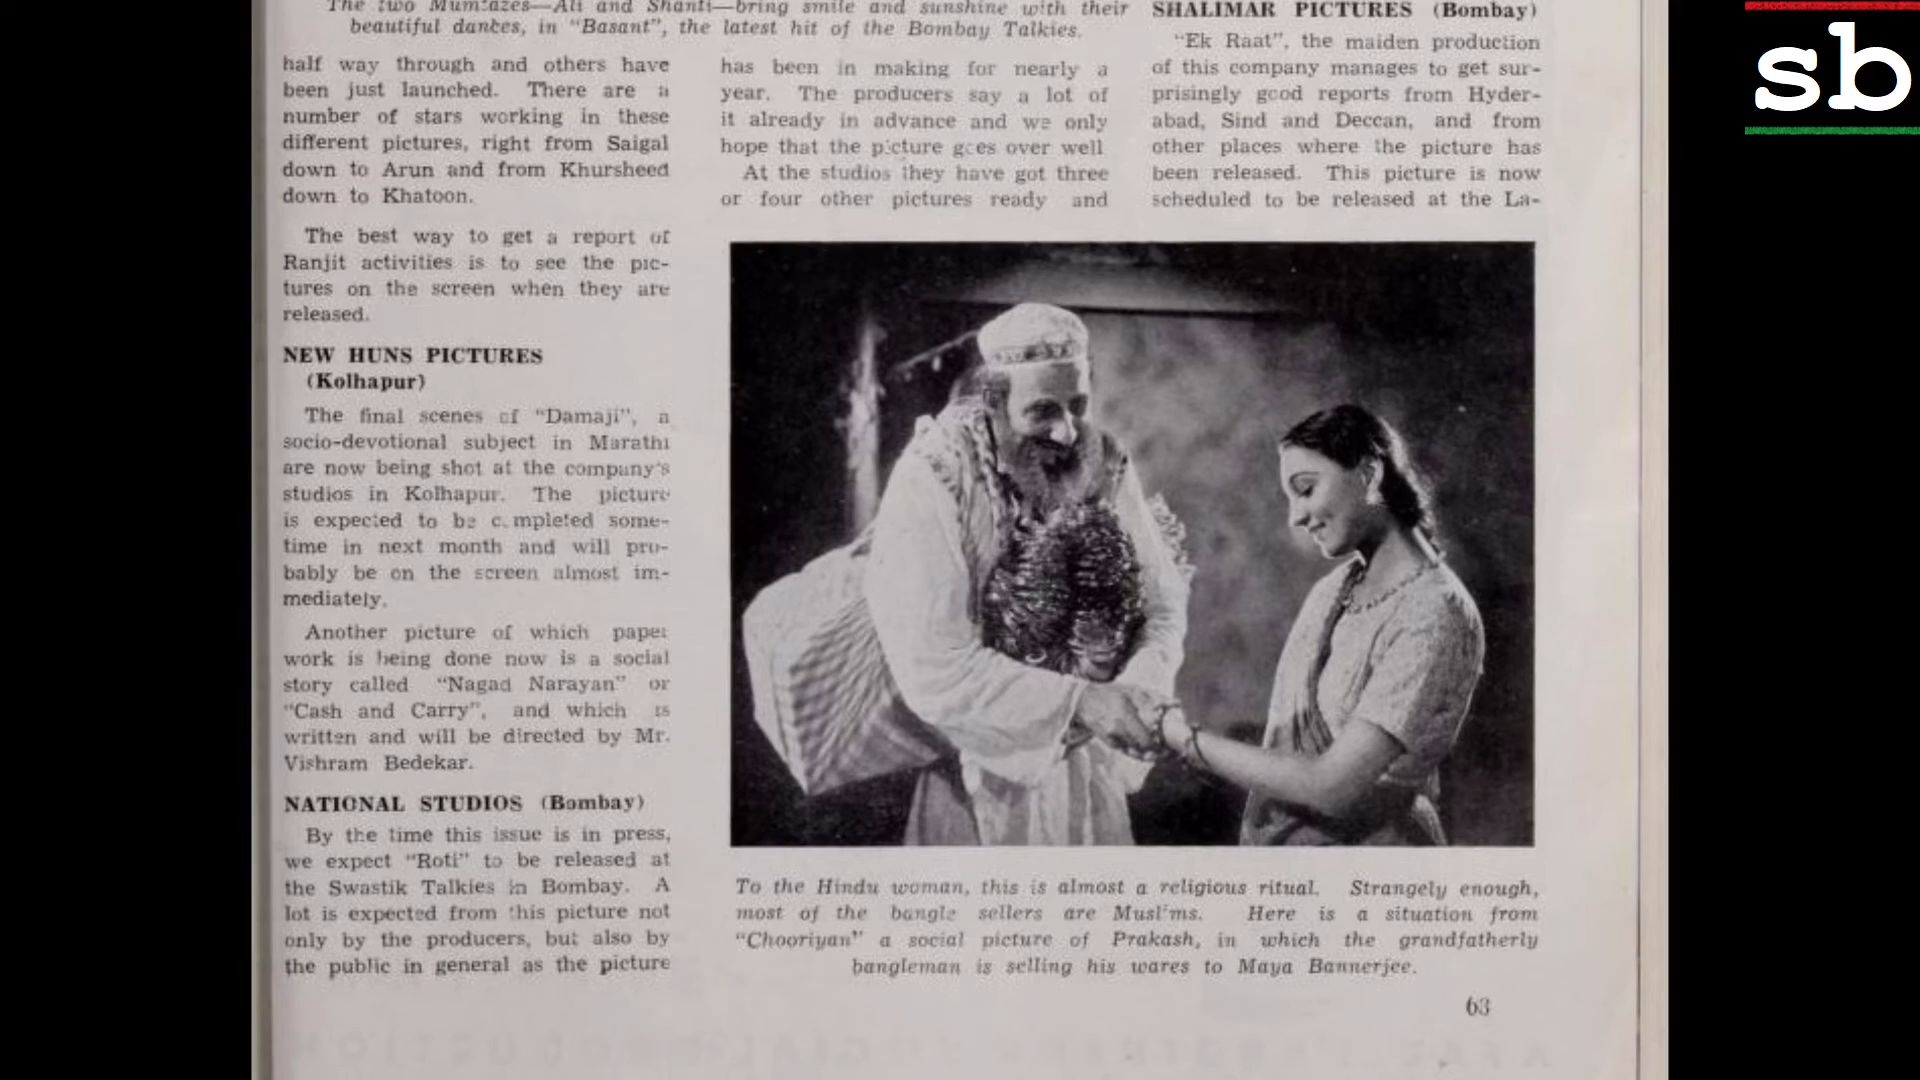 The two Mumtazes—Ali and Shanti—bring smile and sunshine with their
beautiful dances, in "Basant", the latest hit of the Bombay Talkies.
half way through and others have
been just launched. There are a
number of stars working in these
different pictures, right from Saigal
down to Arun and from Khursheed
down to Khatoon.
The best way to get a report of
Ranjit activities is to see the pic-
tures on the screen when they are
released.
NEW HUNS PICTURES
(Kolhapur)
The final scenes of "Damaji", a
socio-devotional subject in Marathi
are now being shot at the company's
studios in Kolhapur. The picture
is expected to be completed some-
time in next month and will pro-
bably be on the screen almost im-
mediately.
Another picture of which paper
work is being done now is a social
story called "Nagad Narayan" or
"Cash and Carry", and which is
written and will be directed by Mr.
Vishram Bedekar.
NATIONAL STUDIOS (Bombay)
By the time this issue is in press,
we expect "Roti" to be released at
the Swastik Talkies in Bombay. A
lot is expected from this picture not
only by the producers, but also by
the public in general as the picture
has been in making for nearly a
year. The producers say a lot of
it already in advance and we only
hope that the picture goes over well
At the studios they have got three
or four other pictures ready and
SHALIMAR PICTURES (Bombay)
"Ek Raat", the maiden production
of this company manages to get sur-
prisingly good reports from Hyder-
abad, Sind and Deccan, and from
other places where the picture has
been released. This picture is now
scheduled to be released at the La-
To the Hindu woman, this is almost a religious ritual. Strangely enough,
most of the bangle sellers are Muslims. Here is a situation from
"Chooriyan" a social picture of Prakash, in which the grandfatherly
bangleman is selling his wares to Maya Bannerjee.
63
sb